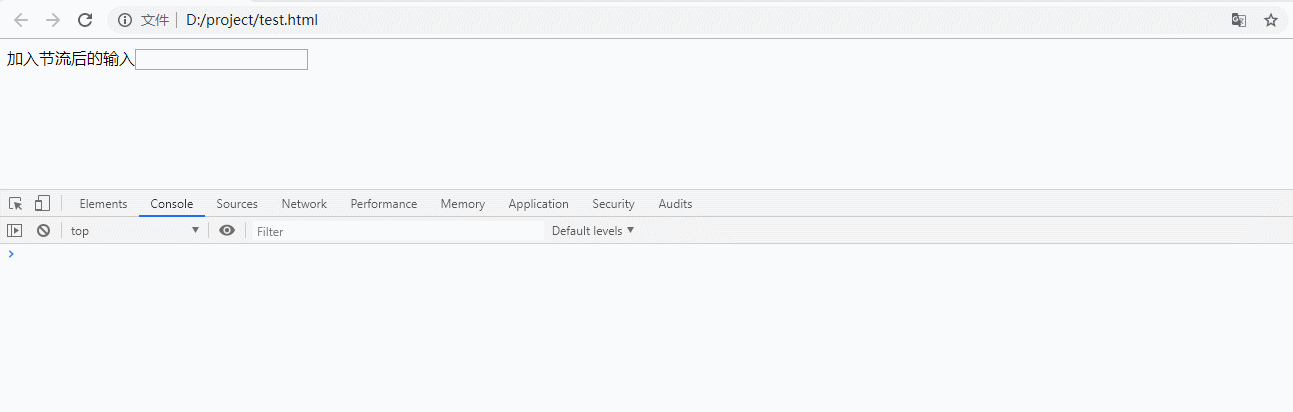 文件 D:/project/test.html
加入节流后的输入
Elements Console Sources Network Performance Memory Application Security Audits
top Filter Default levels